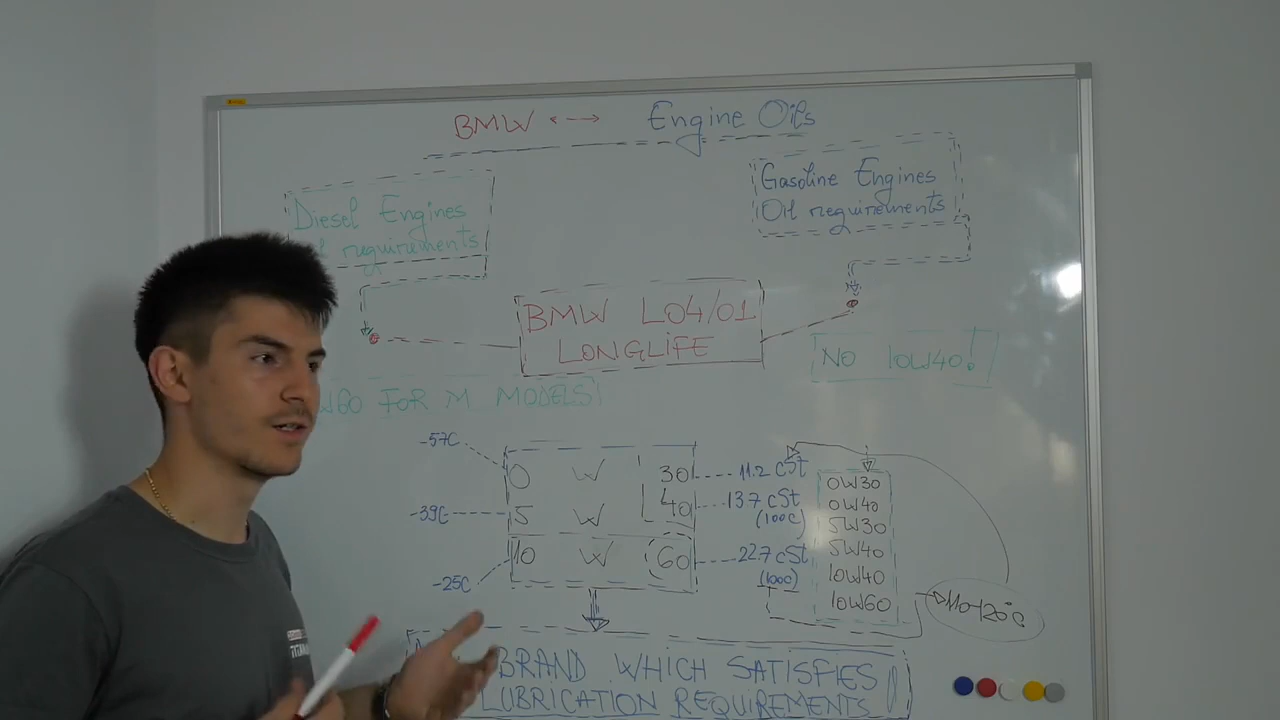 BMW <--> Engine Oils
Diesel Engines
requirements
Gasoline Engines
Oil requirements
BMW LO4/01
LONGLIFE
NO 10W40!
W60 FOR M MODELS!
-57C
0 W 30
11.2 cSt
-39C
5 W 40
13.7 cSt
(100C)
-25C
10 W 60
22.7 cSt
(100C)
0W30
0W40
5W30
5W40
10W40
10W60
110-120°C
BRAND WHICH SATISFIES
LUBRICATION REQUIREMENTS